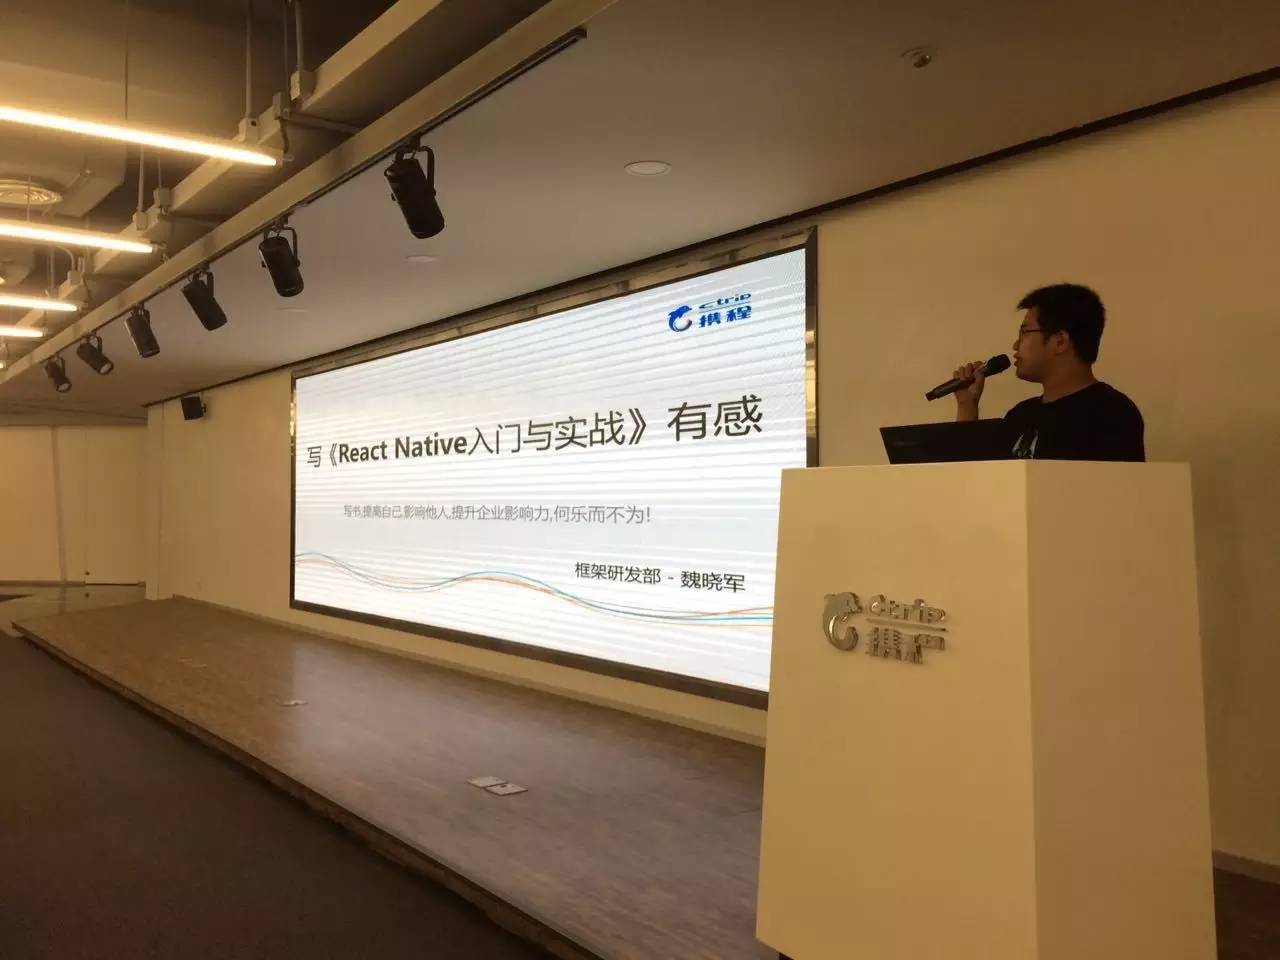 Ctrip
携程
写《React Native入门与实战》有感
写书,提高自己,影响他人,提升企业影响力,何乐而不为!
框架研发部 - 魏晓军
Ctrip
携程